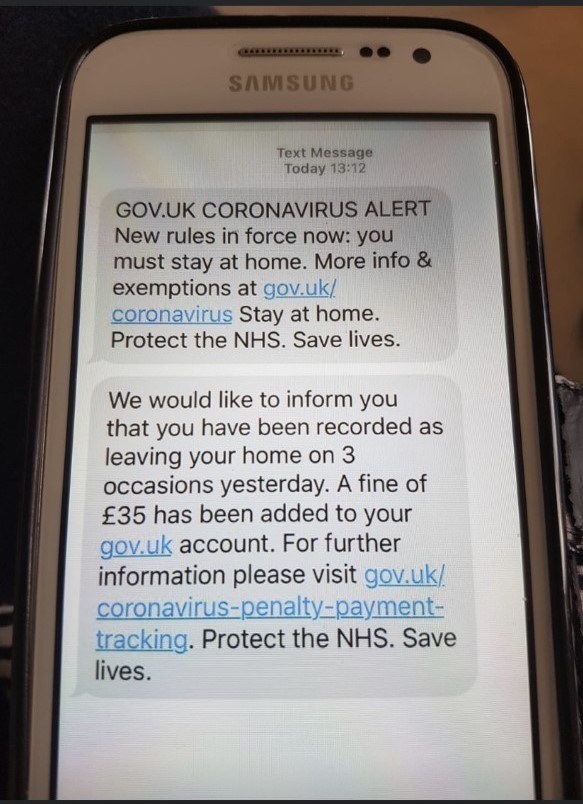 SAMSUNG
Text Message
Today 13:12
GOV.UK CORONAVIRUS ALERT
New rules in force now: you
must stay at home. More info &
exemptions at gov.uk/
coronavirus Stay at home.
Protect the NHS. Save lives.
We would like to inform you
that you have been recorded as
leaving your home on 3
occasions yesterday. A fine of
£35 has been added to your
gov.uk account. For further
information please visit gov.uk/
coronavirus-penalty-payment-
tracking. Protect the NHS. Save
lives.